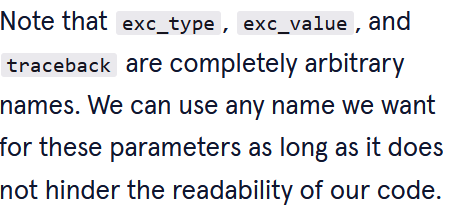 Note that exc_type, exc_value, and
traceback are completely arbitrary
names. We can use any name we want
for these parameters as long as it does
not hinder the readability of our code.